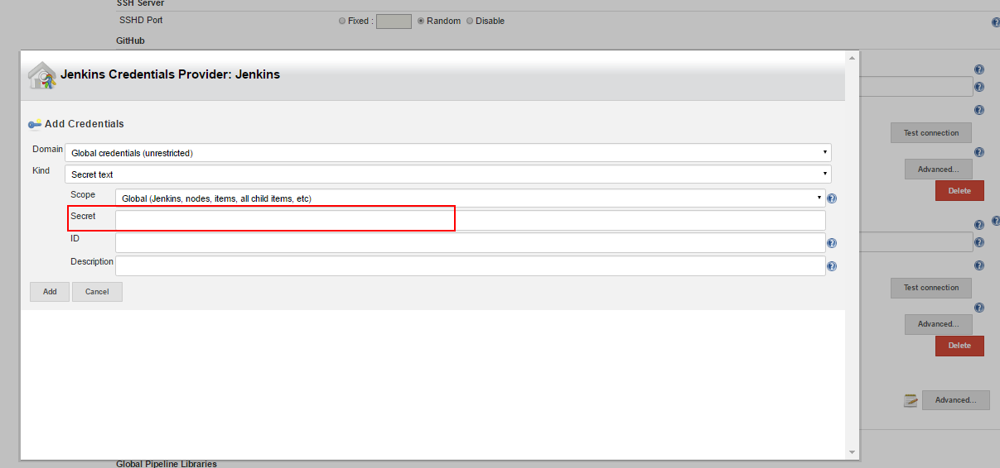 SSH Server
SSHD Port Fixed : Random Disable
GitHub
Jenkins Credentials Provider: Jenkins
Add Credentials
Domain Global credentials (unrestricted)
Kind Secret text
Scope Global (Jenkins, nodes, items, all child items, etc)
Secret
ID
Description
Add Cancel
Test connection
Advanced...
Delete
Test connection
Advanced...
Delete
Advanced...
Global Pipeline Libraries